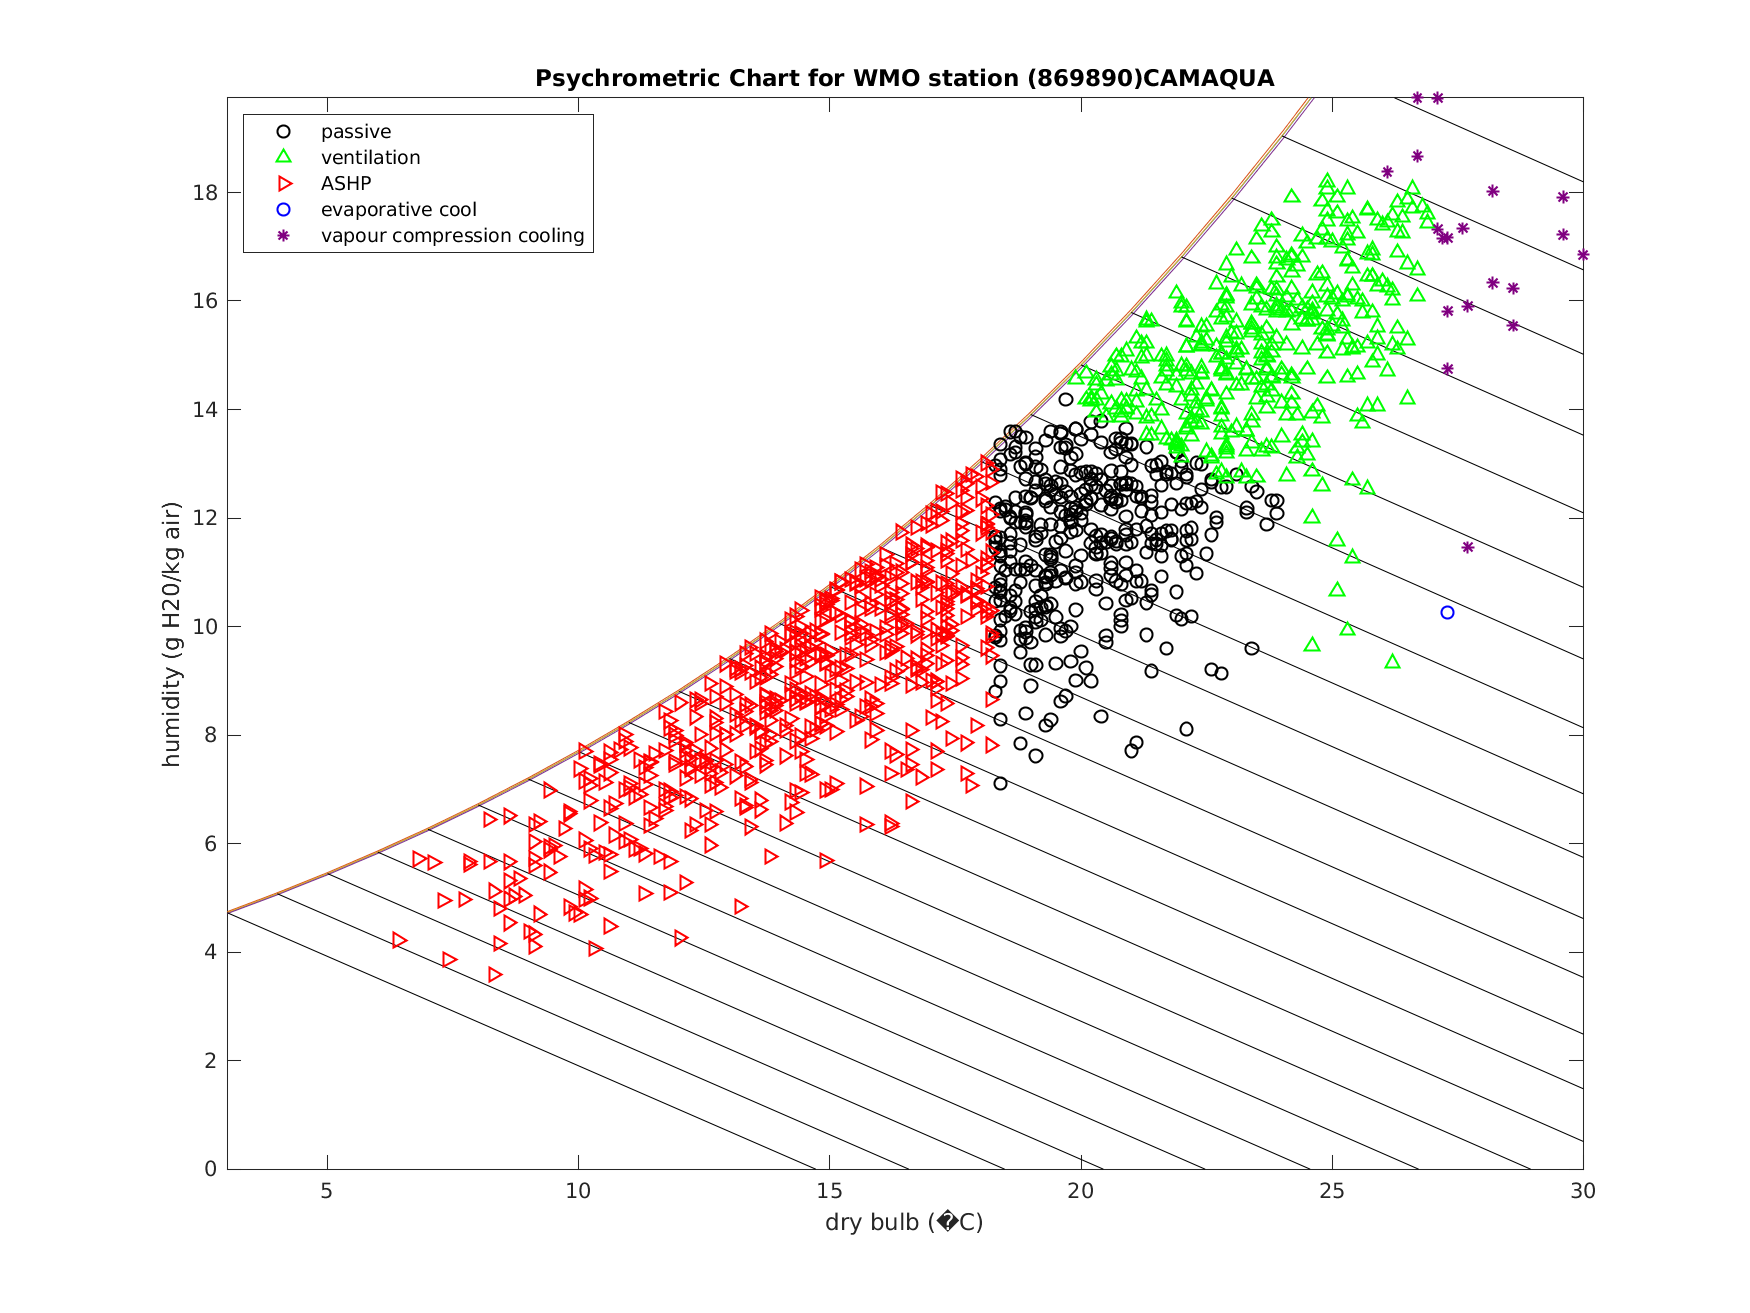 Psychrometric Chart for WMO station (869890)CAMAQUA
passive
ventilation
ASHP
evaporative cool
vapour compression cooling
humidity (g H20/kg air)
18
16
14
12
10
8
6
4
2
0
5 10 15 20 25 30
dry bulb (�C)